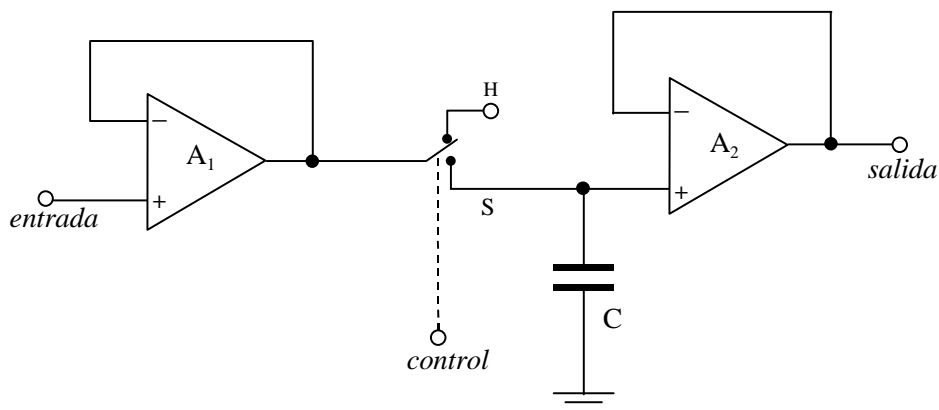 H
−
A₁
+
entrada
S
control
−
A₂
+
salida
C